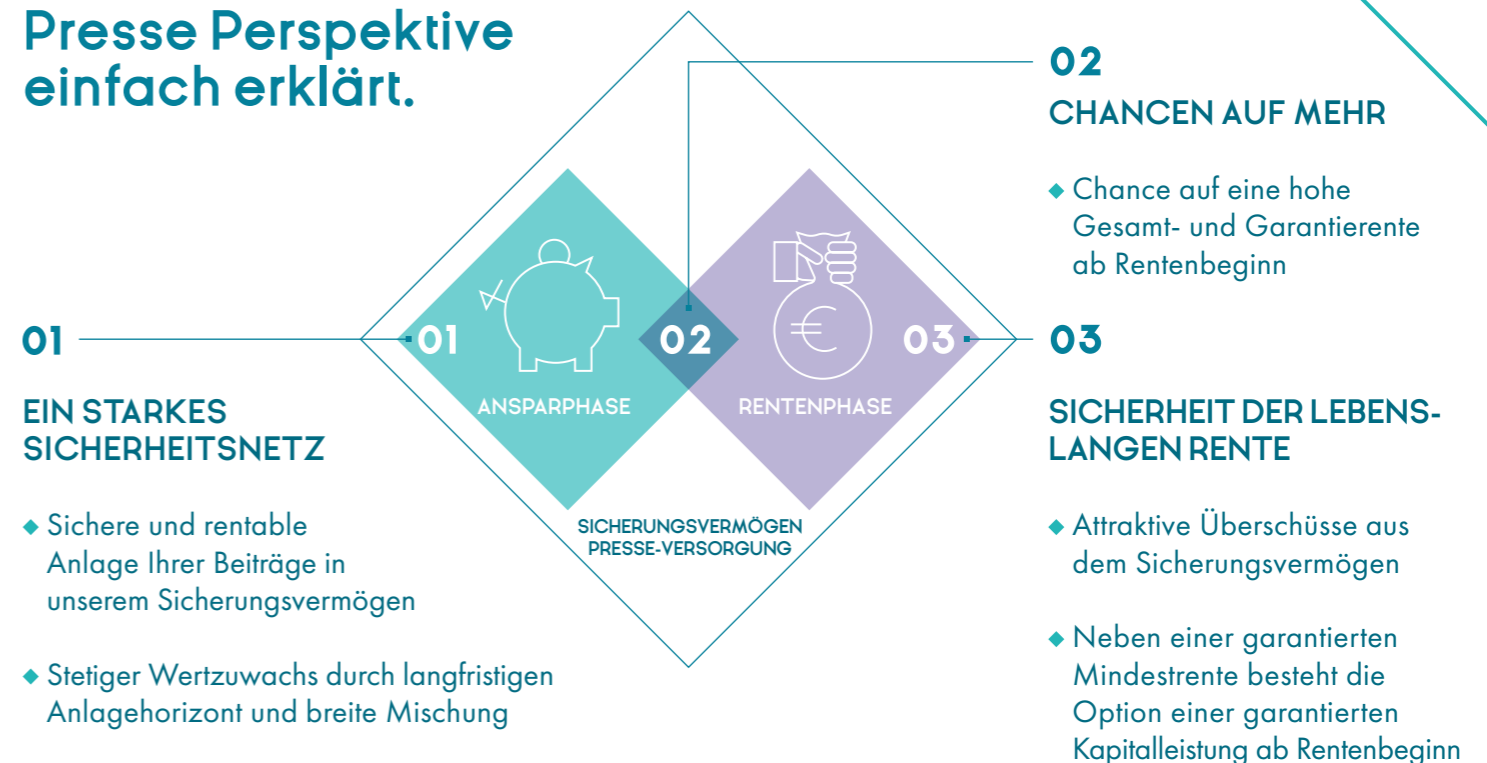 Presse Perspektive
einfach erklärt.
01
EIN STARKES
SICHERHEITSNETZ
◆ Sichere und rentable
Anlage Ihrer Beiträge in
unserem Sicherungsvermögen
◆ Stetiger Wertzuwachs durch langfristigen
Anlagehorizont und breite Mischung
01
ANSPARPHASE
02
€
03
RENTENPHASE
SICHERUNGSVERMÖGEN
PRESSE-VERSORGUNG
02
CHANCEN AUF MEHR
◆ Chance auf eine hohe
Gesamt- und Garantierente
ab Rentenbeginn
03
SICHERHEIT DER LEBENS-
LANGEN RENTE
◆ Attraktive Überschüsse aus
dem Sicherungsvermögen
◆ Neben einer garantierten
Mindestrente besteht die
Option einer garantierten
Kapitalleistung ab Rentenbeginn